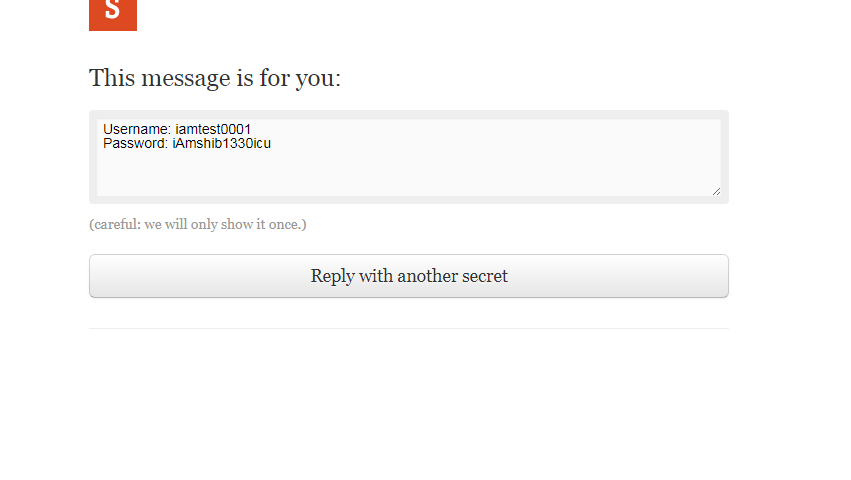 S
This message is for you:
Username: iamtest0001
Password: iAmshib1330icu
(careful: we will only show it once.)
Reply with another secret